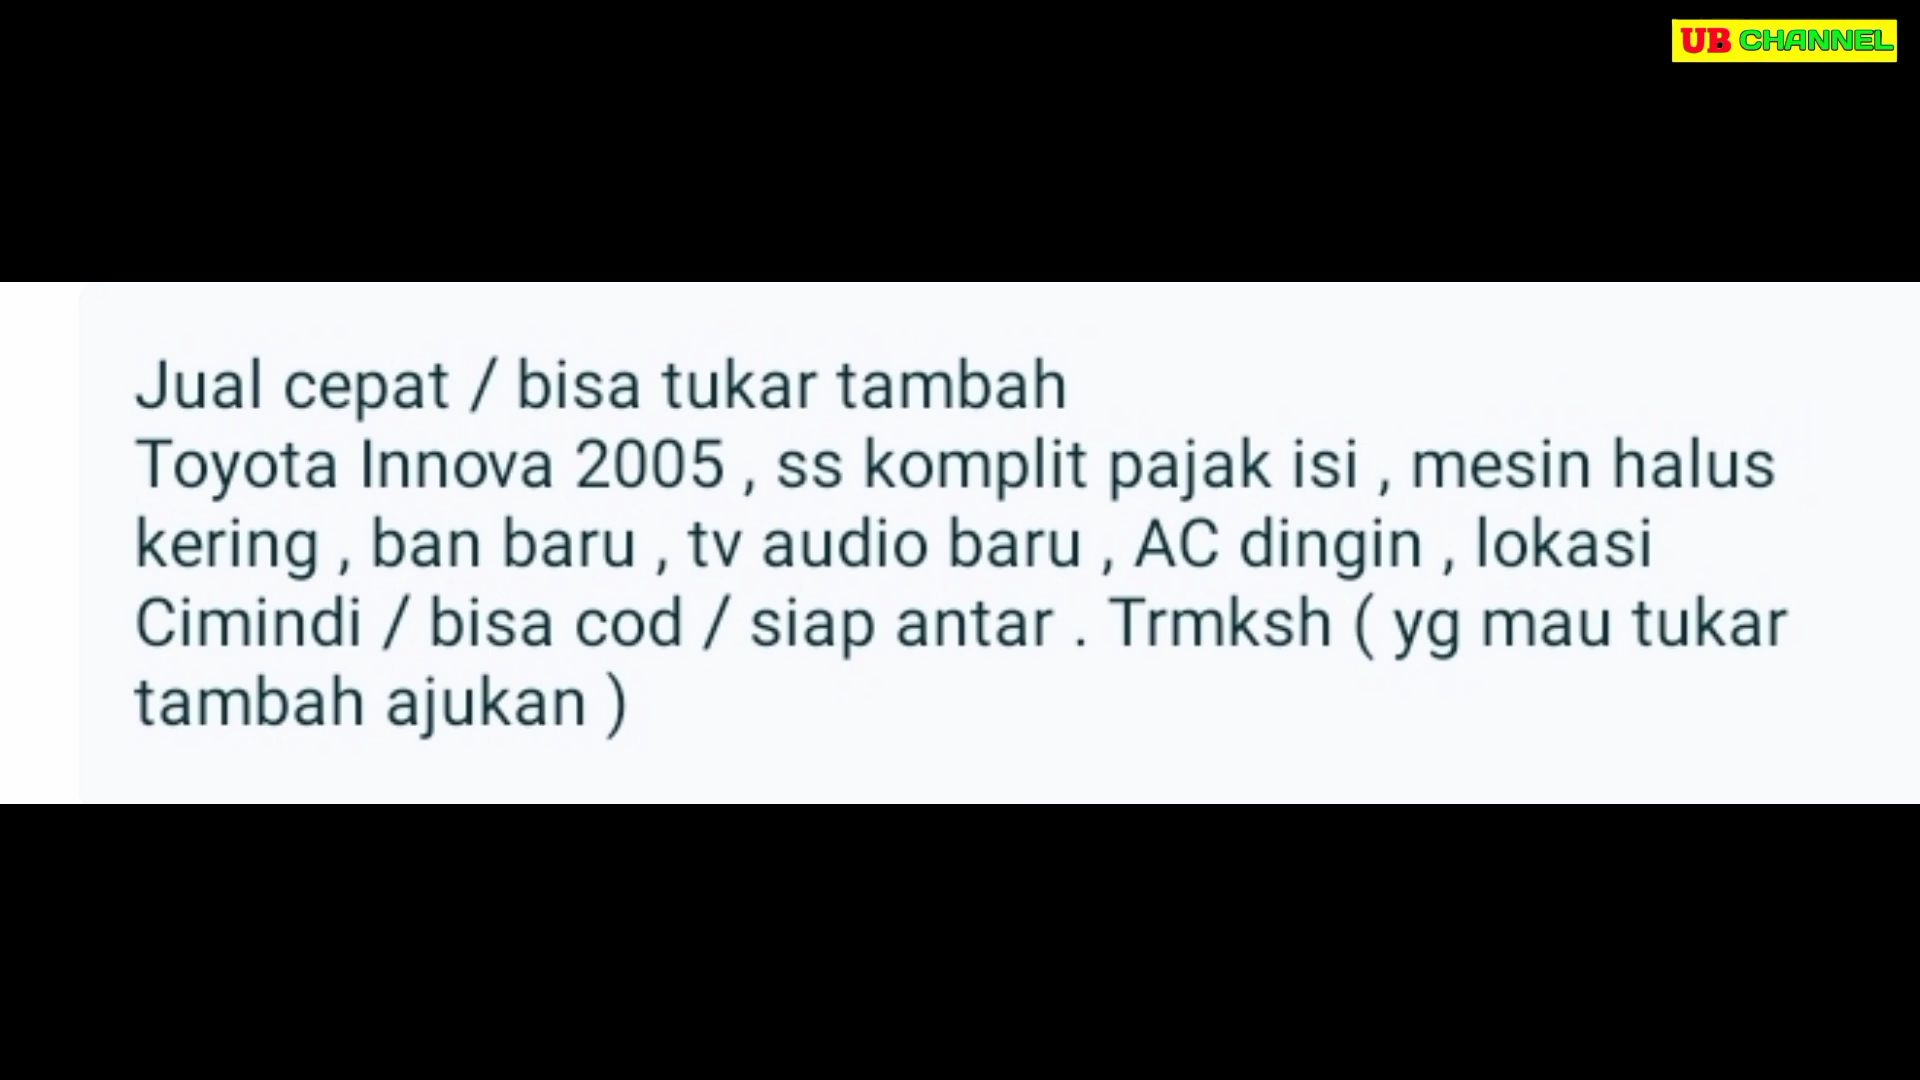 UB CHANNEL
Jual cepat / bisa tukar tambah
Toyota Innova 2005 , ss komplit pajak isi , mesin halus
kering , ban baru , tv audio baru , AC dingin , lokasi
Cimindi / bisa cod / siap antar . Trmksh ( yg mau tukar
tambah ajukan )